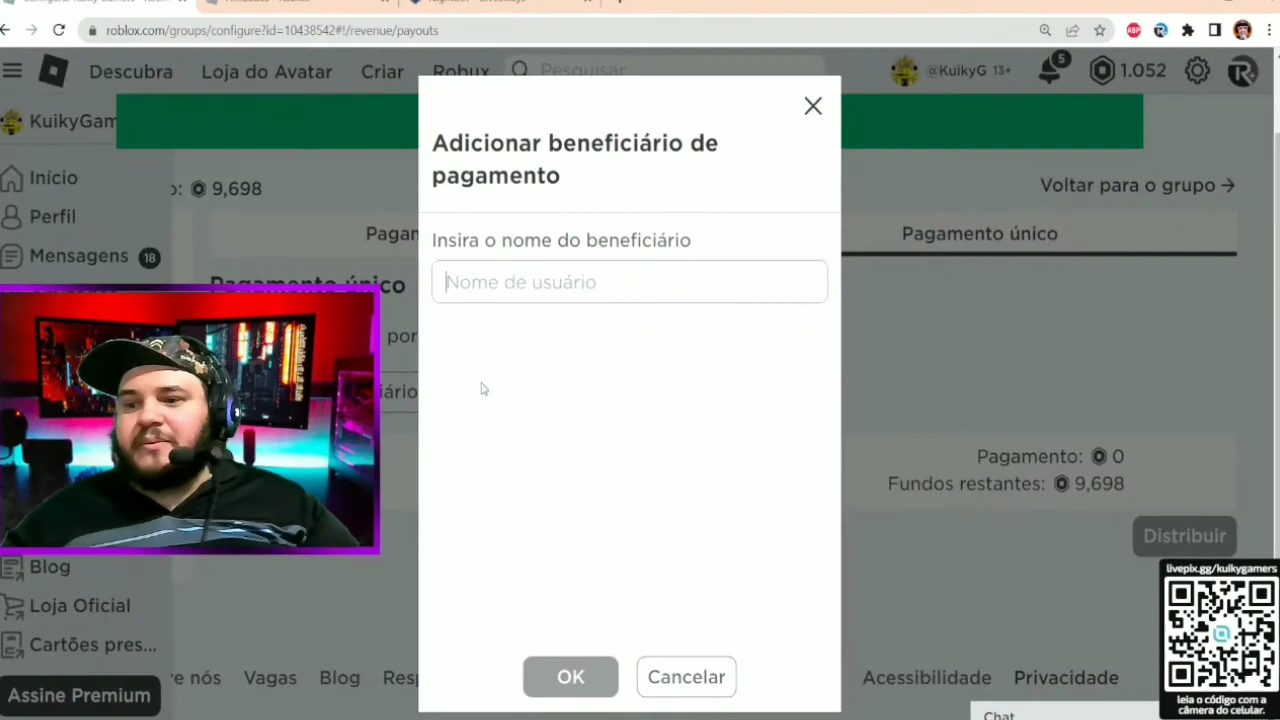 roblox.com/groups/configure?id=10438542#!/revenue/payouts
ABP
Descubra
Loja do Avatar
Criar
Robux
Pesquisar
@KuikyG 13+
5
1.052
KuikyGam
Início
Perfil
Mensagens 18
o: 9,698
Voltar para o grupo
Pagam
Pagamento único
Pagamento único
por
iário
Adicionar beneficiário de
pagamento
Insira o nome do beneficiário
Nome de usuário
OK
Cancelar
Pagamento: 0
Fundos restantes: 9,698
Distribuir
Blog
Loja Oficial
Cartões pres...
Assine Premium
re nós
Vagas
Blog
Resp
Acessibilidade
Privacidade
Chat
livepix.gg/kuikygamers
leia o código com a
câmera do celular.